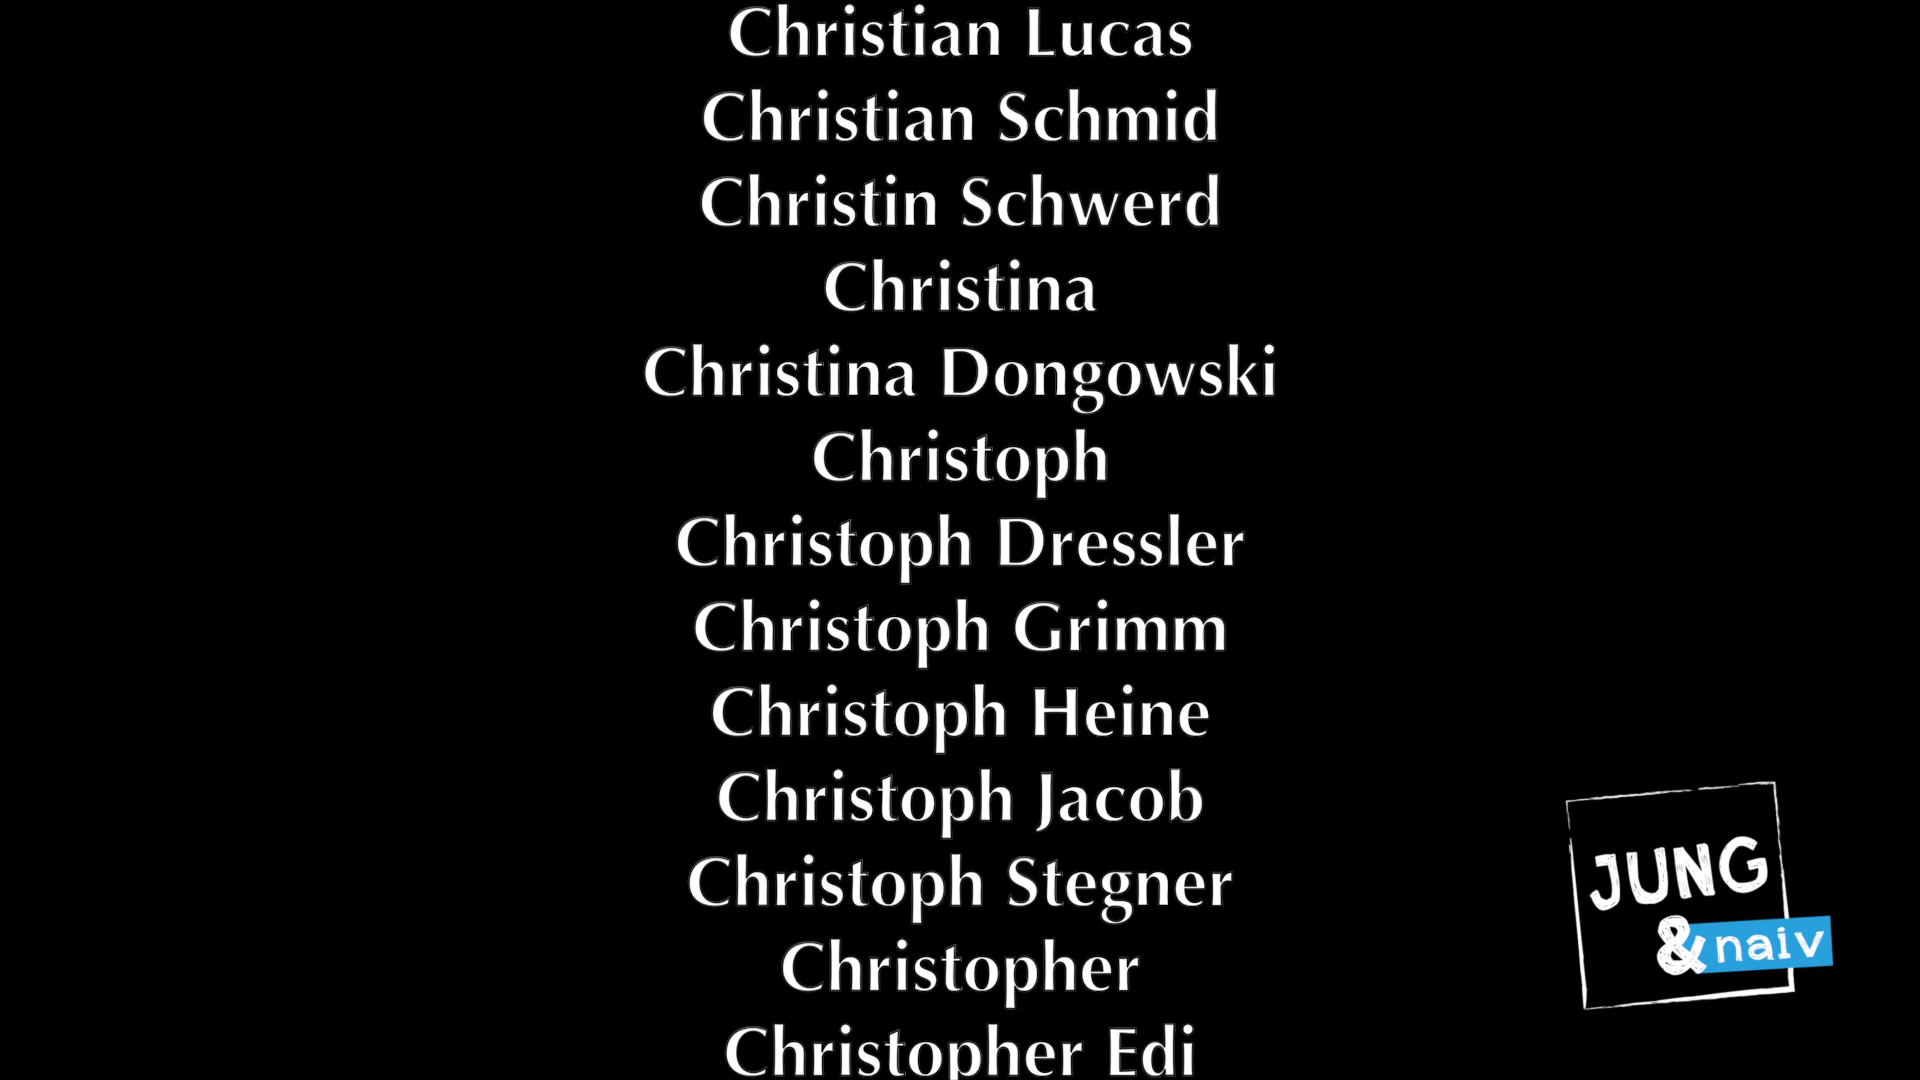 Christian Lucas
Christian Schmid
Christin Schwerd
Christina
Christina Dongowski
Christoph
Christoph Dressler
Christoph Grimm
Christoph Heine
Christoph Jacob
Christoph Stegner
Christopher
Christopher Edi
JUNG
&naiv